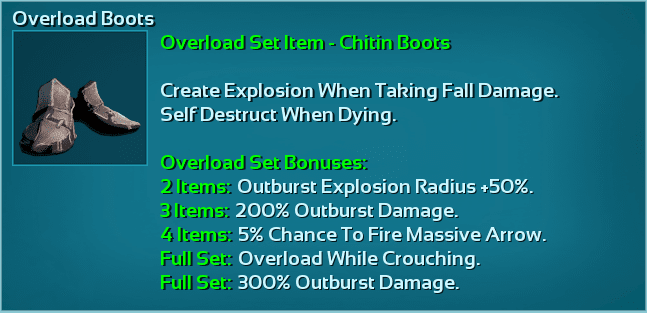 Overload Boots
Overload Set Item - Chitin Boots
Create Explosion When Taking Fall Damage.
Self Destruct When Dying.
Overload Set Bonuses:
2 Items: Outburst Explosion Radius +50%.
3 Items: 200% Outburst Damage.
4 Items: 5% Chance To Fire Massive Arrow.
Full Set: Overload While Crouching.
Full Set: 300% Outburst Damage.